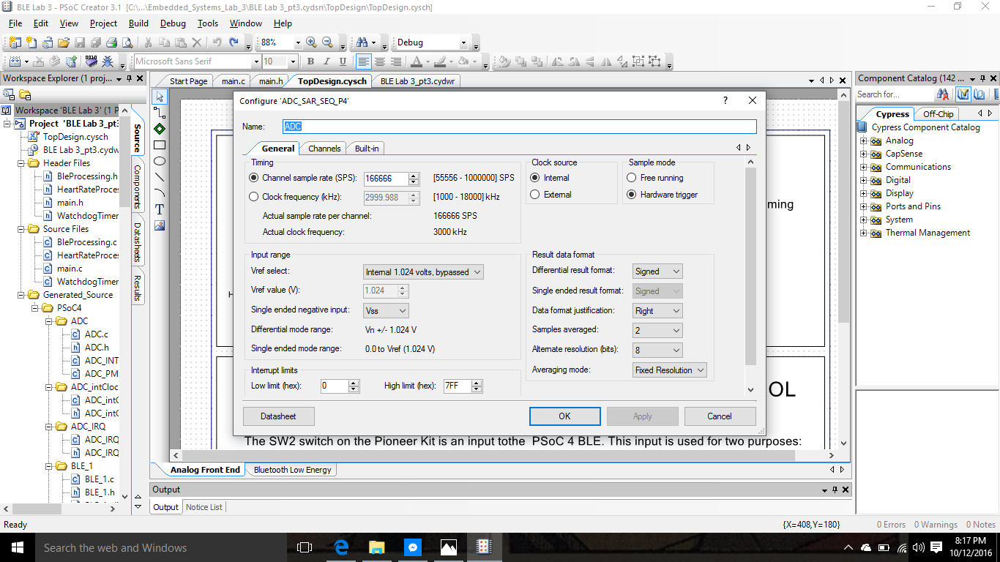 BLE Lab 3 - PSoC Creator 3.1 [C:\...\Embedded_Systems_Lab_3\BLE Lab 3_pt3.cydsn\TopDesign\TopDesign.cysch]
File Edit View Project Build Debug Tools Window Help
88% Debug
Microsoft Sans Serif 10 B I U
Workspace Explorer (1 proj...
Workspace 'BLE Lab 3' (1 P
Project 'BLE Lab 3_pt3
TopDesign.cysch
BLE Lab 3_pt3.cydw
Header Files
BleProcessing.h
HeartRateProce
main.h
WatchdogTimer
Source Files
BleProcessing.c
HeartRateProce
main.c
WatchdogTimer
Generated_Source
PSoC4
ADC
ADC.c
ADC.h
ADC_INT
ADC_PM
ADC_intCloc
ADC_intC
ADC_intC
ADC_IRQ
ADC_IRQ
ADC_IRQ
BLE_1
BLE_1.c
BLE_1.h
Source
Components
Datasheets
Results
Start Page main.c main.h TopDesign.cysch BLE Lab 3_pt3.cydwr
T
Configure 'ADC_SAR_SEQ_P4' ?
Name: ADC
General Channels Built-in
Timing
Channel sample rate (SPS): 166666 [55556 - 1000000] SPS
Clock frequency (kHz): 2999.988 [1000 - 18000] kHz
Actual sample rate per channel: 166666 SPS
Actual clock frequency: 3000 kHz
Clock source
Internal
External
Sample mode
Free running
Hardware trigger
Input range
Vref select: Internal 1.024 volts, bypassed
Vref value (V): 1.024
Single ended negative input: Vss
Differential mode range: Vn +/- 1.024 V
Single ended mode range: 0.0 to Vref (1.024 V)
Result data format
Differential result format: Signed
Single ended result format: Signed
Data format justification: Right
Samples averaged: 2
Alternate resolution (bits): 8
Averaging mode: Fixed Resolution
Interrupt limits
Low limit (hex): 0 High limit (hex): 7FF
Datasheet OK Apply Cancel
ming
H
OL
The SW2 switch on the Pioneer Kit is an input tothe PSoC 4 BLE. This input is used for two purposes:
Analog Front End Bluetooth Low Energy
Output
Output Notice List
Component Catalog (142 ...
Search for...
Cypress Off-Chip
Cypress Component Catalog
Analog
CapSense
Communications
Digital
Display
Ports and Pins
System
Thermal Management
Ready {X=408,Y=180} 0 Errors 0 Warnings 0 Notes
Search the web and Windows
8:17 PM
10/12/2016